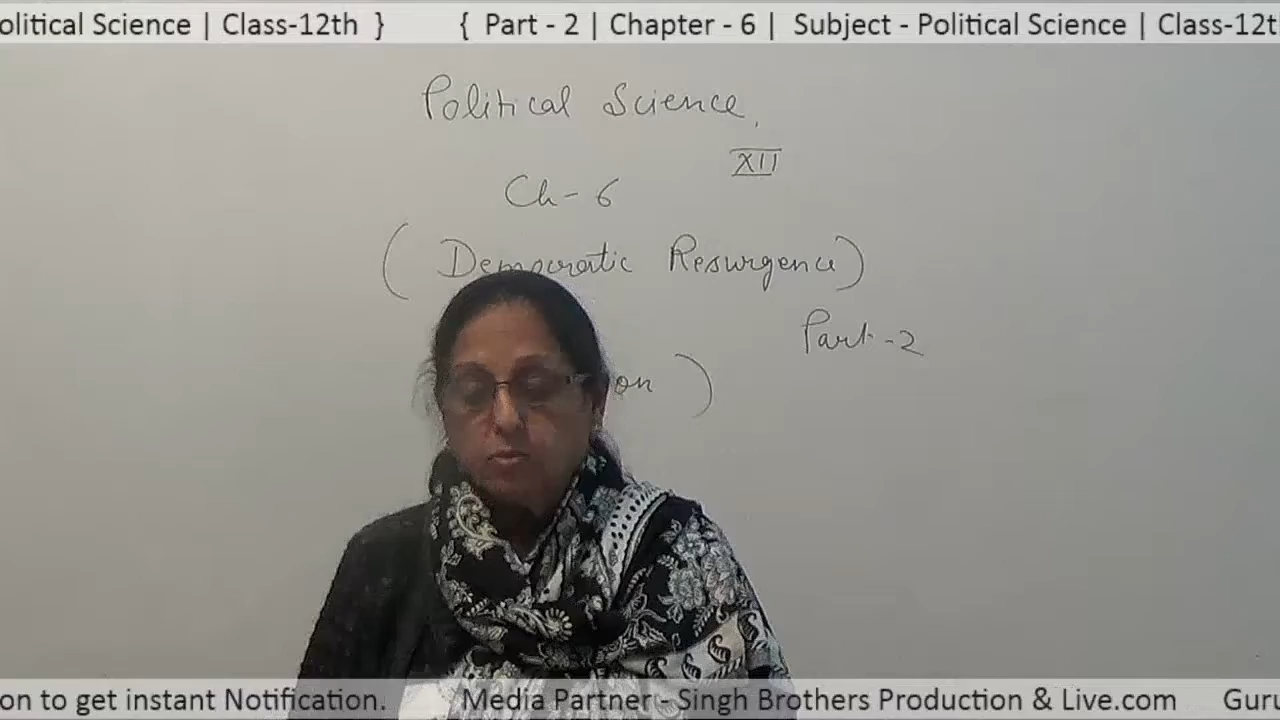 olitical Science | Class-12th } { Part - 2 | Chapter - 6 | Subject - Political Science | Class-12t
Political Science,
XII
Ch - 6
( Democratic Resurgence )
Part - 2
on )
on to get instant Notification. Media Partner - Singh Brothers Production & Live.com Guru